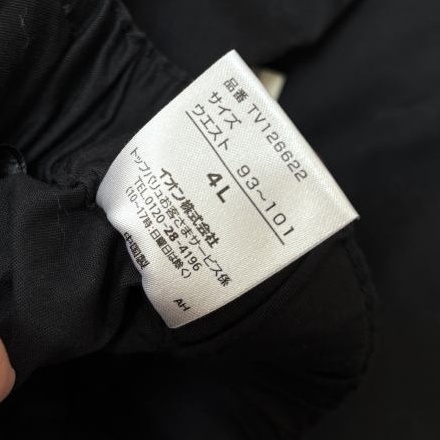 品番 TV126622
サイズ
ウエスト 93~101
4L
イオン株式会社
トップバリュお客さまサービス係
TEL.0120-28-4196
(10~17時:日曜日は除く)
中国製
AH